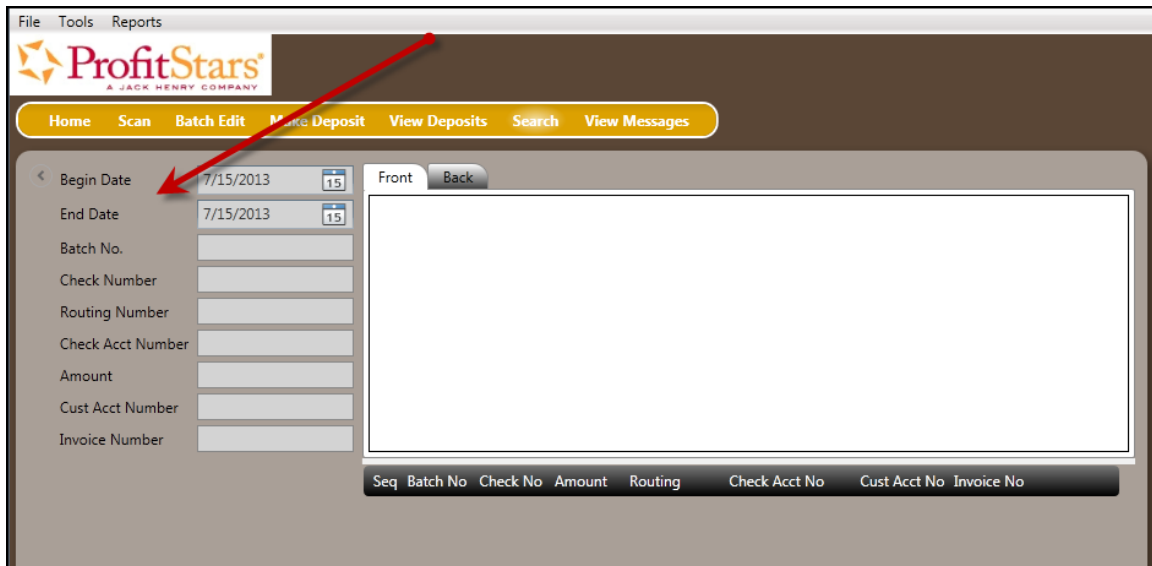 File Tools Reports
ProfitStars
A JACK HENRY COMPANY
Home Scan Batch Edit Make Deposit View Deposits Search View Messages
Begin Date 7/15/2013 15 Front Back
End Date 7/15/2013 15
Batch No.
Check Number
Routing Number
Check Acct Number
Amount
Cust Acct Number
Invoice Number
Seq Batch No Check No Amount Routing Check Acct No Cust Acct No Invoice No